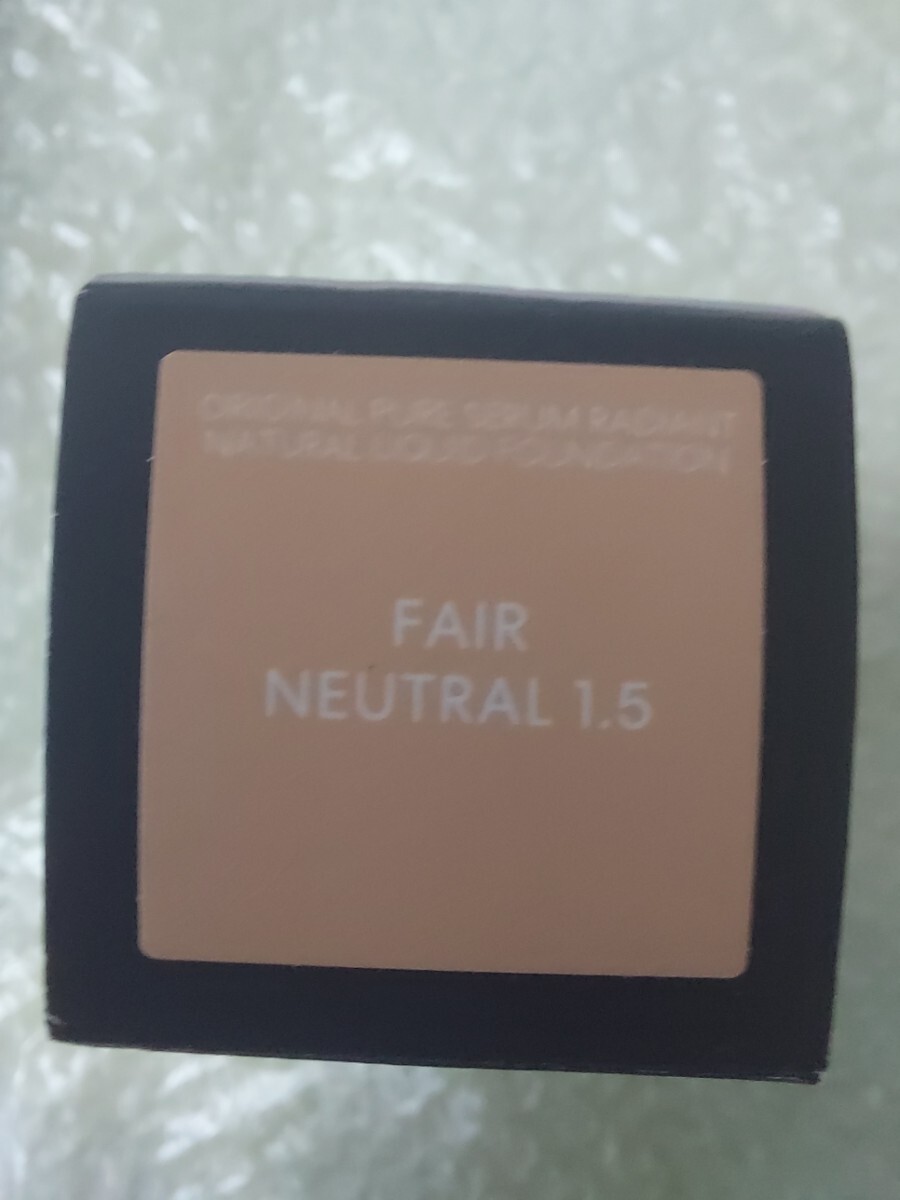 ORIGINAL PURE SERUM RADIANT
NATURAL LIQUID FOUNDATION
FAIR
NEUTRAL 1.5